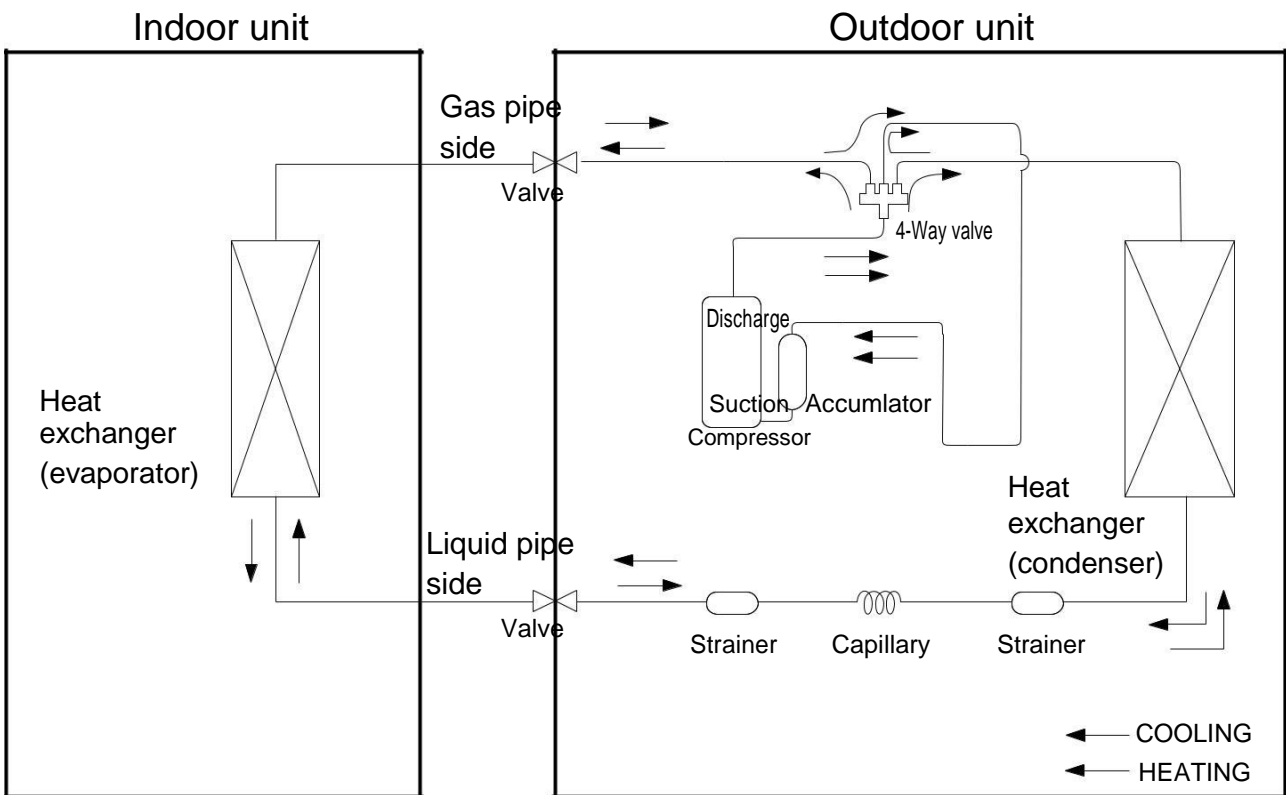 Indoor unit
Outdoor unit
Gas pipe
side
Valve
4-Way valve
Discharge
Suction
Accumlator
Compressor
Heat
exchanger
(evaporator)
Heat
exchanger
(condenser)
Liquid pipe
side
Valve
Strainer
Capillary
Strainer
COOLING
HEATING